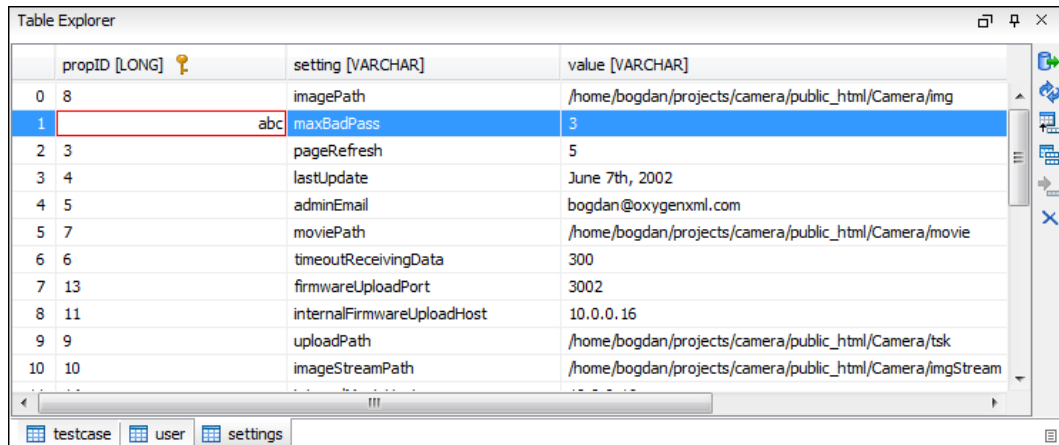 Table Explorer
propID [LONG] setting [VARCHAR] value [VARCHAR]
0 8 imagePath /home/bogdan/projects/camera/public_html/Camera/img
1 abc maxBadPass 3
2 3 pageRefresh 5
3 4 lastUpdate June 7th, 2002
4 5 adminEmail bogdan@oxygenxml.com
5 7 moviePath /home/bogdan/projects/camera/public_html/Camera/movie
6 6 timeoutReceivingData 300
7 13 firmwareUploadPort 3002
8 11 internalFirmwareUploadHost 10.0.0.16
9 9 uploadPath /home/bogdan/projects/camera/public_html/Camera/tsk
10 10 imageStreamPath /home/bogdan/projects/camera/public_html/Camera/imgStream
testcase user settings